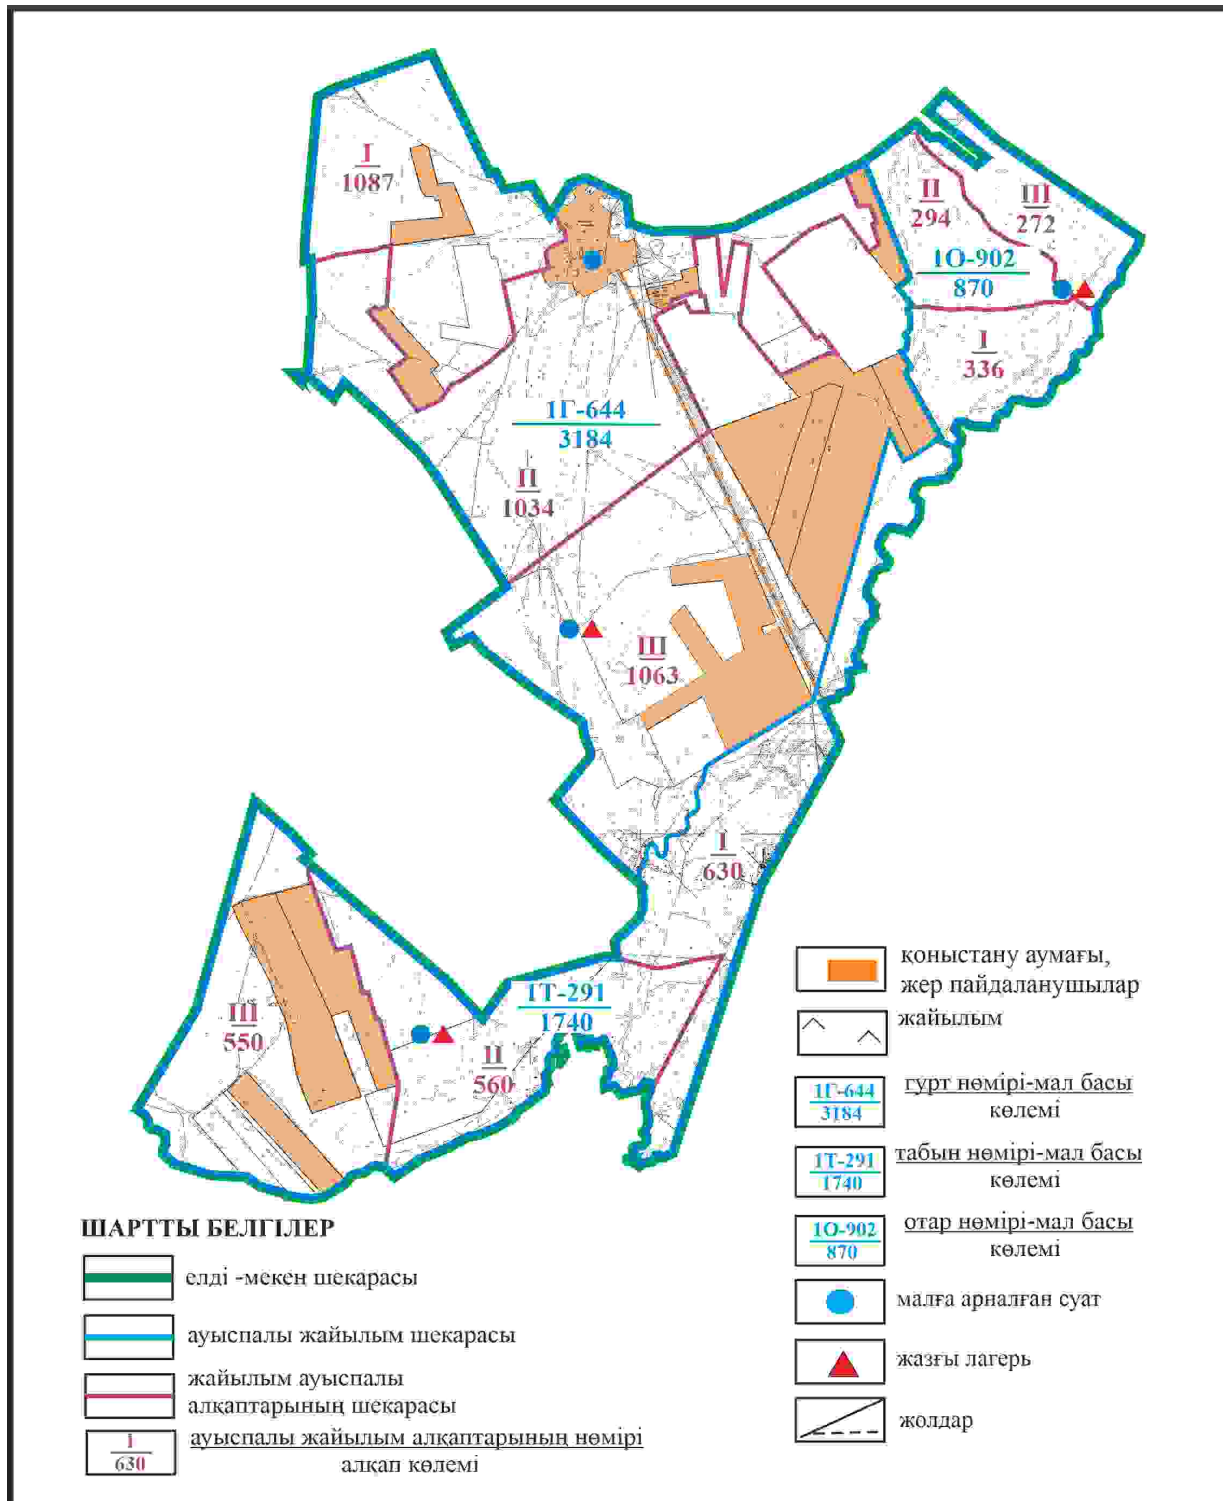 I
1087
II
294
III
272
1О-902
870
I
336
1Г-644
3184
II
1034
III
1063
I
630
1Т-291
1740
III
550
II
560
қоныстану аумағы,
жер пайдаланушылар
жайылым
1Г-644
3184
гурт нөмірі-мал басы
көлемі
1Т-291
1740
табын нөмірі-мал басы
көлемі
1О-902
870
отар нөмірі-мал басы
көлемі
малға арналған суат
жазғы лагерь
жолдар
ШАРТТЫ БЕЛГІЛЕР
елді -мекен шекарасы
ауыспалы жайылым шекарасы
жайылым ауыспалы
алқаптарының шекарасы
I
630
ауыспалы жайылым алқаптарының нөмірі
алқап көлемі